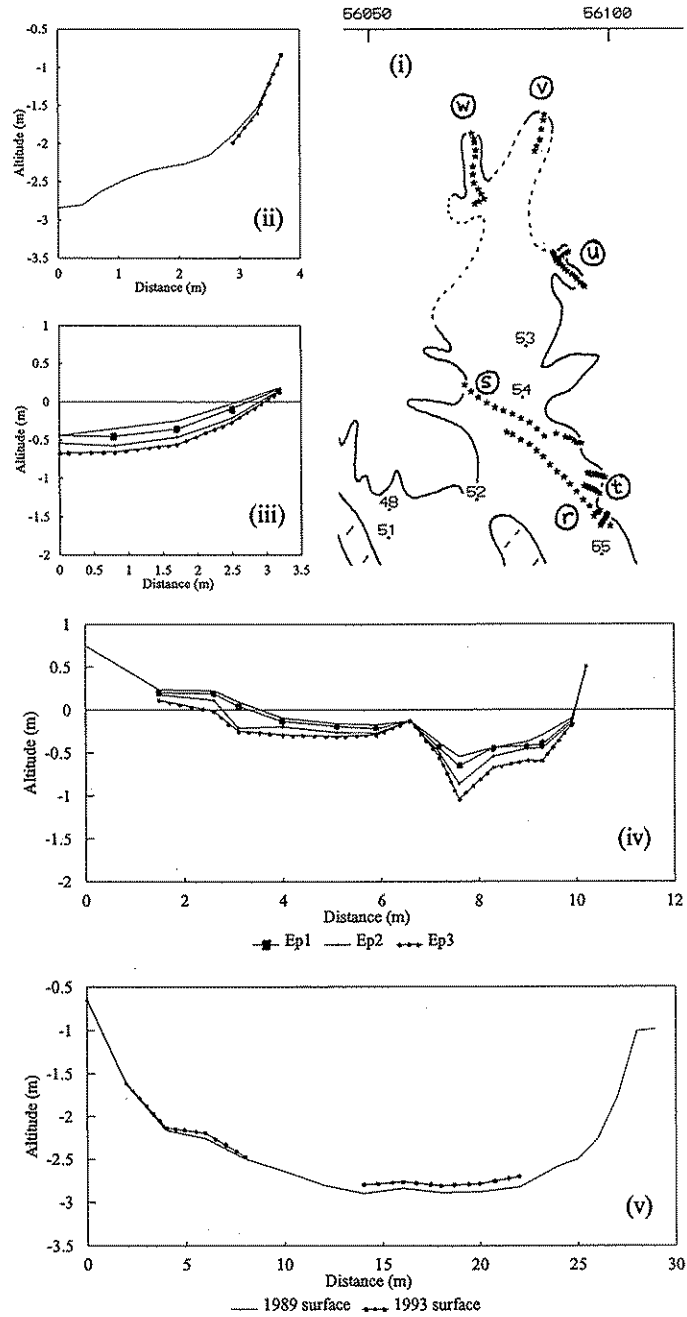 56050 56100
(i)
w v
u
53
s 54
48 52
51 r t
55
-0.5
-1
-1.5
-2
-2.5
-3
-3.5
Altitude (m)
0 1 2 3 4
Distance (m)
(ii)
1
0.5
0
-0.5
-1
-1.5
-2
Altitude (m)
0 0.5 1 1.5 2 2.5 3 3.5
Distance (m)
(iii)
1
0.5
0
-0.5
-1
-1.5
-2
Altitude (m)
0 2 4 6 8 10 12
Distance (m)
(iv)
Ep1 Ep2 Ep3
-0.5
-1
-1.5
-2
-2.5
-3
-3.5
Altitude (m)
0 5 10 15 20 25 30
Distance (m)
(v)
1989 surface 1993 surface